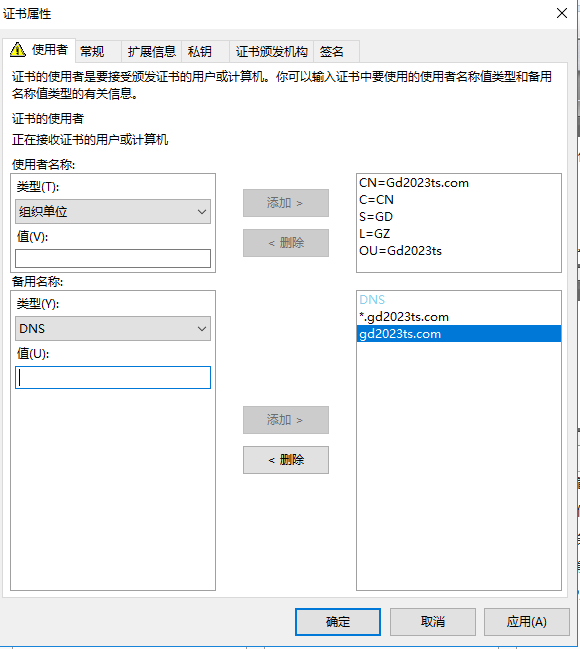 证书属性
使用者 常规 扩展信息 私钥 证书颁发机构 签名
证书的使用者是要接受颁发证书的用户或计算机。你可以输入证书中要使用的使用者名称值类型和备用
名称值类型的有关信息。
证书的使用者
正在接收证书的用户或计算机
使用者名称:
类型(T):
组织单位
值(V):
添加 >
< 删除
CN=Gd2023ts.com
C=CN
S=GD
L=GZ
OU=Gd2023ts
备用名称:
类型(Y):
DNS
值(U):
添加 >
< 删除
DNS
*.gd2023ts.com
gd2023ts.com
确定 取消 应用(A)